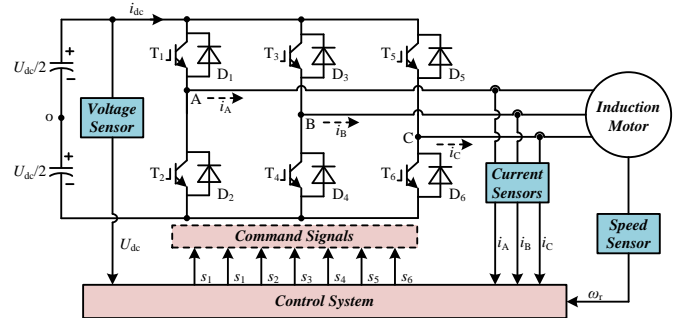 i_dc
T_1
D_1
T_3
D_3
T_5
D_5
U_dc/2
+
−
Voltage
Sensor
o
A
i_A
B
i_B
C
i_C
Induction
Motor
U_dc/2
+
−
T_2
D_2
T_4
D_4
T_6
D_6
Current
Sensors
Speed
Sensor
U_dc
Command Signals
i_A
i_B
i_C
s_1
s_1
s_2
s_3
s_4
s_5
s_6
ω_r
Control System